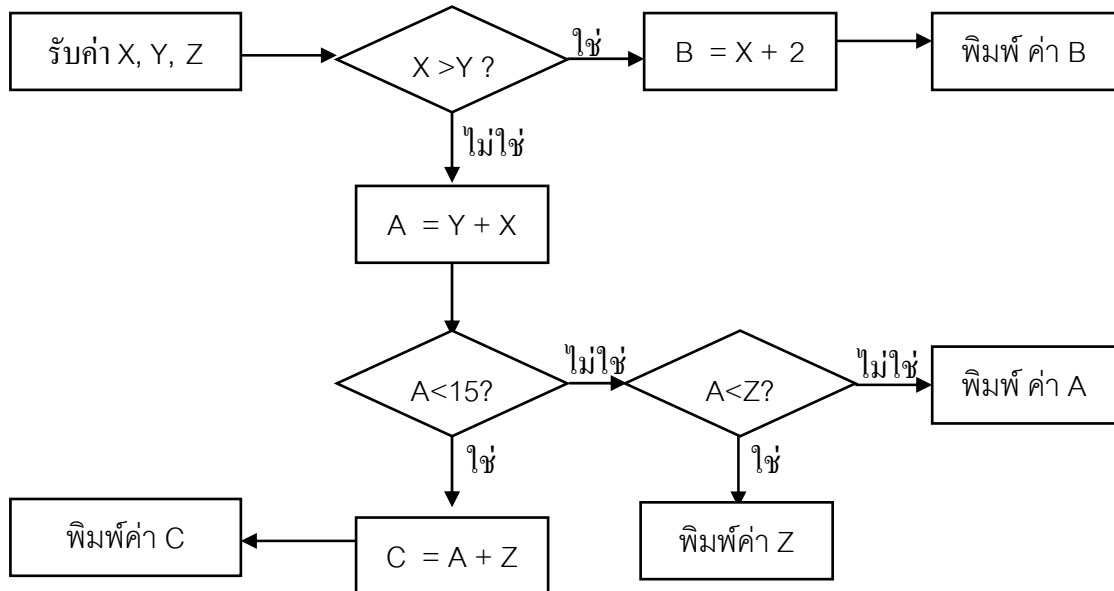 รับค่า X, Y, Z
X >Y ?
ใช่
B = X + 2
พิมพ์ ค่า B
ไม่ใช่
A = Y + X
A<15?
ไม่ใช่
A<Z?
ไม่ใช่
พิมพ์ ค่า A
ใช่
ใช่
พิมพ์ค่า C
C = A + Z
พิมพ์ค่า Z